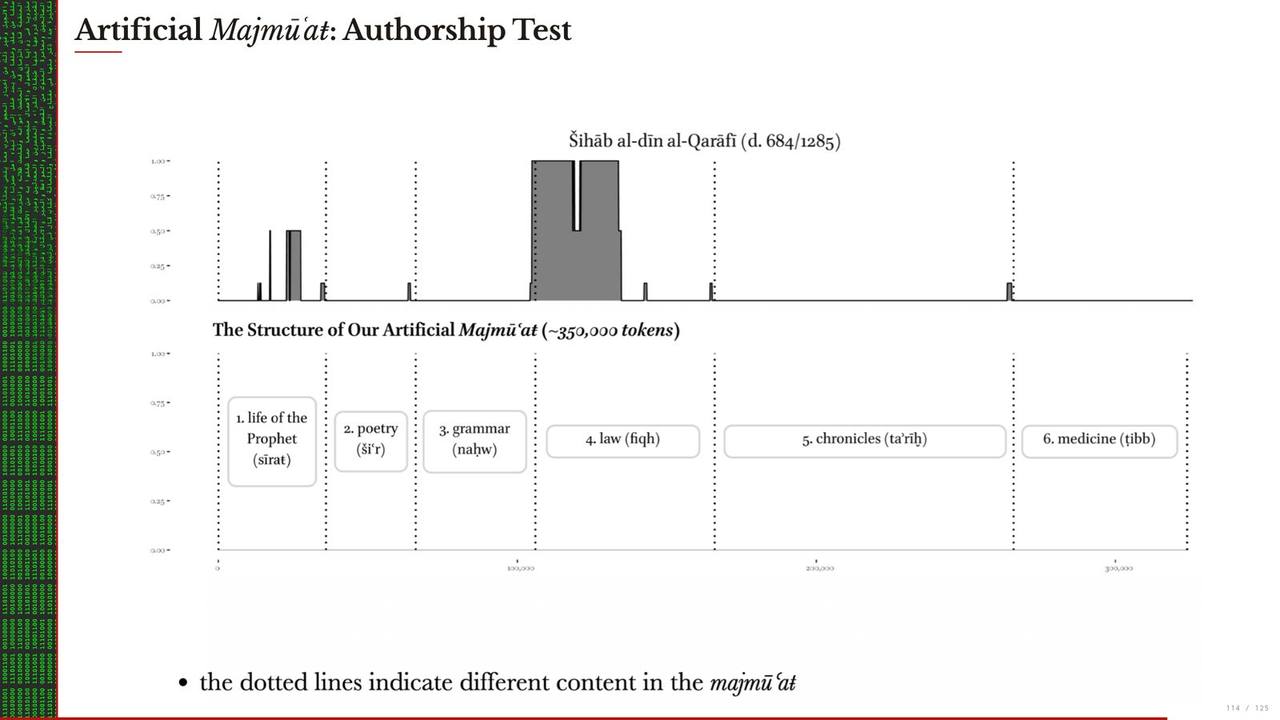 Artificial Majmūʿaŧ: Authorship Test
Šihāb al-dīn al-Qarāfī (d. 684/1285)
1.00
0.75
0.50
0.25
0.00
The Structure of Our Artificial Majmūʿaŧ (~350,000 tokens)
1.00
0.75
0.50
0.25
0.00
1. life of the
Prophet
(sīrat)
2. poetry
(šiʿr)
3. grammar
(naḥw)
4. law (fiqh)
5. chronicles (taʾrīḫ)
6. medicine (ṭibb)
0
100,000
200,000
300,000
• the dotted lines indicate different content in the majmūʿaŧ
114 / 125